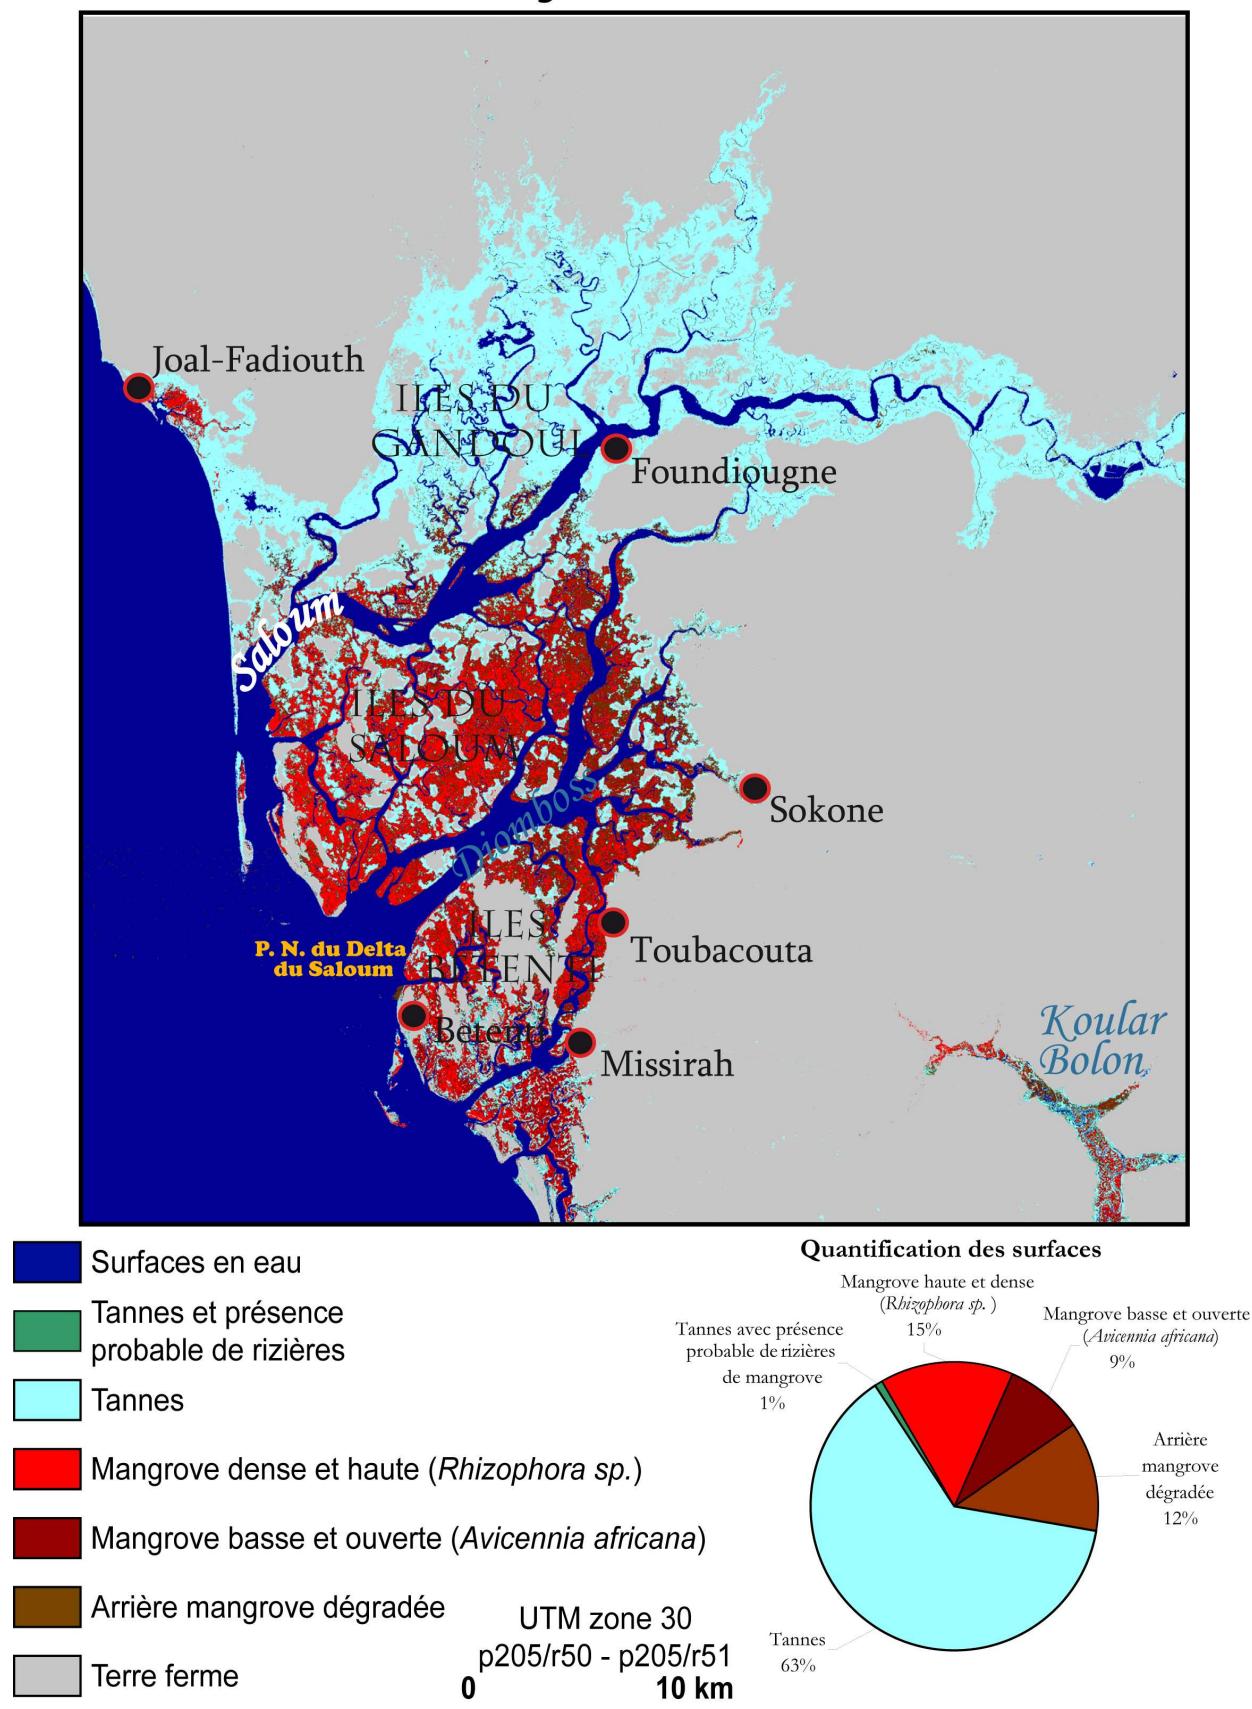 Joal-Fadiouth
ILES DU
GANDOUL
Foundiougne
Saloum
ILES DU
SALOUM
Diomboss
Sokone
ILES
BETENTI
P. N. du Delta
du Saloum
Toubacouta
Betenti
Missirah
Koular
Bolon
Surfaces en eau
Tannes et présence
probable de rizières
Tannes
Mangrove dense et haute (Rhizophora sp.)
Mangrove basse et ouverte (Avicennia africana)
Arrière mangrove dégradée
Terre ferme
UTM zone 30
p205/r50 - p205/r51
0 10 km
Quantification des surfaces
Mangrove haute et dense
(Rhizophora sp. )
15%
Mangrove basse et ouverte
(Avicennia africana)
9%
Tannes avec présence
probable de rizières
de mangrove
1%
Arrière
mangrove
dégradée
12%
Tannes
63%